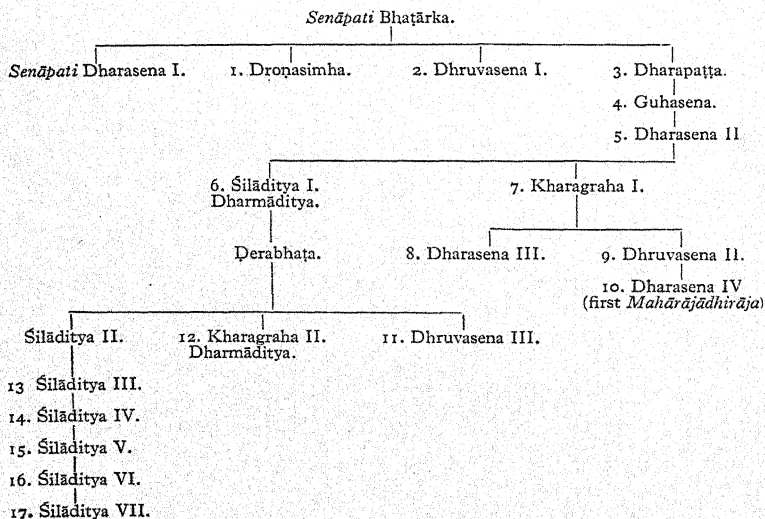 Senāpati Bhaṭārka.
Senāpati Dharasena I. 1. Droṇasimha. 2. Dhruvasena I. 3. Dharapaṭṭa.
4. Guhasena.
5. Dharasena II
6. Śilāditya I. 7. Kharagraha I.
Dharmāditya.
Ḍerabhaṭa. 8. Dharasena III. 9. Dhruvasena II.
10. Dharasena IV
(first Mahārājādhirāja)
Śilāditya II. 12. Kharagraha II. 11. Dhruvasena III.
Dharmāditya.
13 Śilāditya III.
14. Śilāditya IV.
15. Śilāditya V.
16. Śilāditya VI.
17. Śilāditya VII.